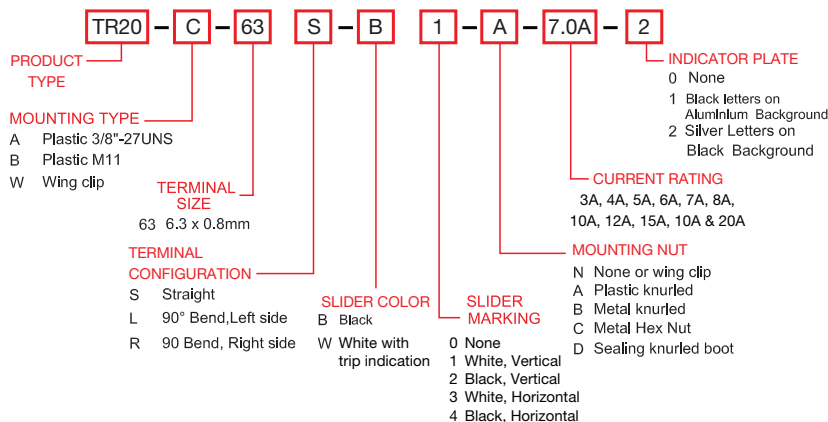 TR20 - C - 63 S - B 1 - A - 7.0A - 2
PRODUCT
TYPE
MOUNTING TYPE
A Plastic 3/8"-27UNS
B Plastic M11
W Wing clip
TERMINAL
SIZE
63 6.3 x 0.8mm
TERMINAL
CONFIGURATION
S Straight
L 90° Bend,Left side
R 90 Bend, Right side
SLIDER COLOR
B Black
W White with
trip indication
SLIDER
MARKING
0 None
1 White, Vertical
2 Black, Vertical
3 White, Horizontal
4 Black, Horizontal
MOUNTING NUT
N None or wing clip
A Plastic knurled
B Metal knurled
C Metal Hex Nut
D Sealing knurled boot
CURRENT RATING
3A, 4A, 5A, 6A, 7A, 8A,
10A, 12A, 15A, 10A & 20A
INDICATOR PLATE
0 None
1 Black letters on
Aluminlum Background
2 Silver Letters on
Black Background